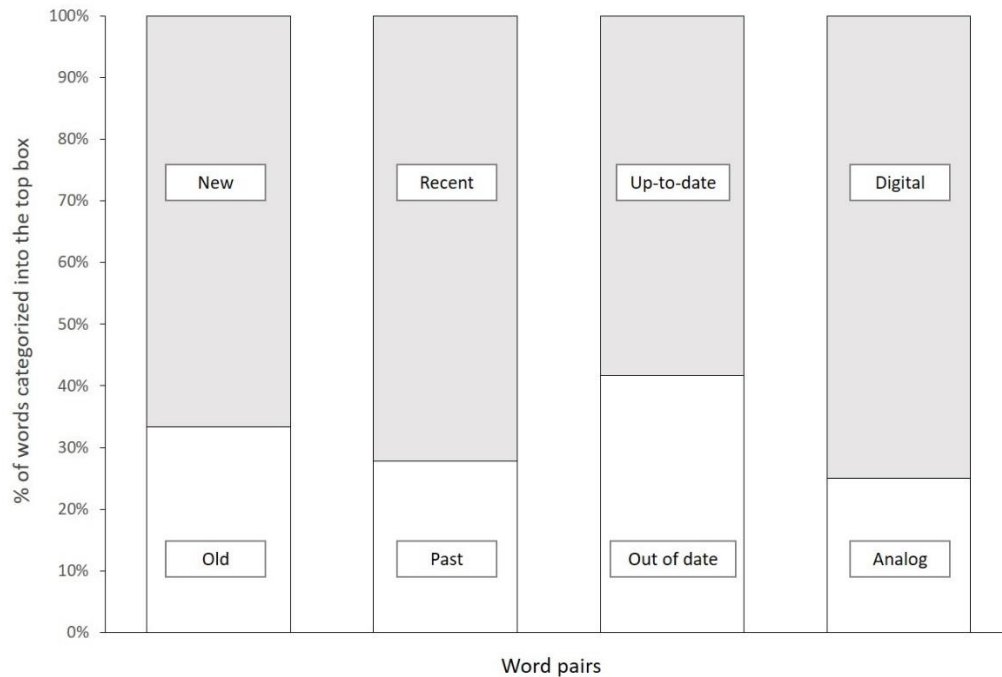 100%
90%
80%
70%
60%
50%
40%
30%
20%
10%
0%
% of words categorized into the top box
New
Recent
Up-to-date
Digital
Old
Past
Out of date
Analog
Word pairs